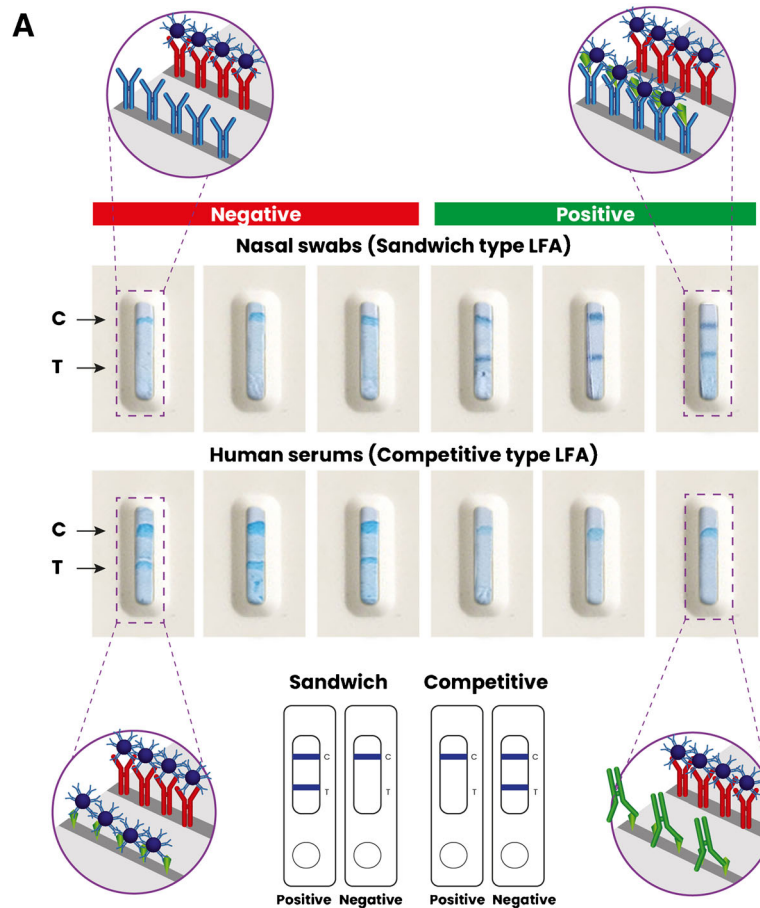 A
Negative Positive
Nasal swabs (Sandwich type LFA)
C
T
Human serums (Competitive type LFA)
C
T
Sandwich Competitive
C C C C
T T T T
Positive Negative Positive Negative